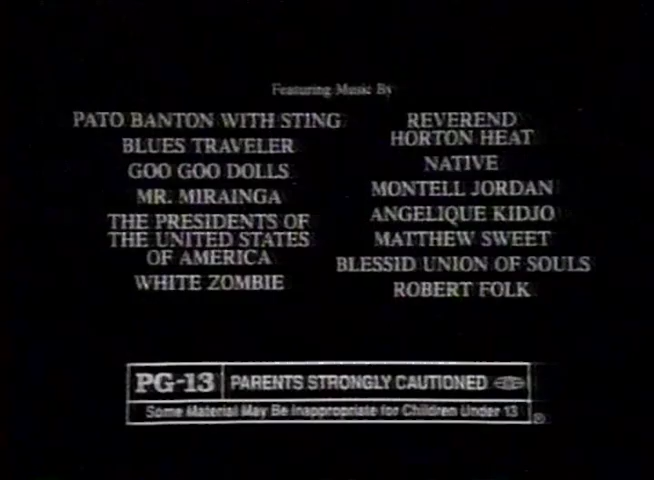 Featuring Music By
PATO BANTON WITH STING
BLUES TRAVELER
GOO GOO DOLLS
MR. MIRAINGA
THE PRESIDENTS OF
THE UNITED STATES
OF AMERICA
WHITE ZOMBIE
REVEREND
HORTON HEAT
NATIVE
MONTELL JORDAN
ANGELIQUE KIDJO
MATTHEW SWEET
BLESSID UNION OF SOULS
ROBERT FOLK
PG-13 PARENTS STRONGLY CAUTIONED
Some Material May Be Inappropriate for Children Under 13 ®